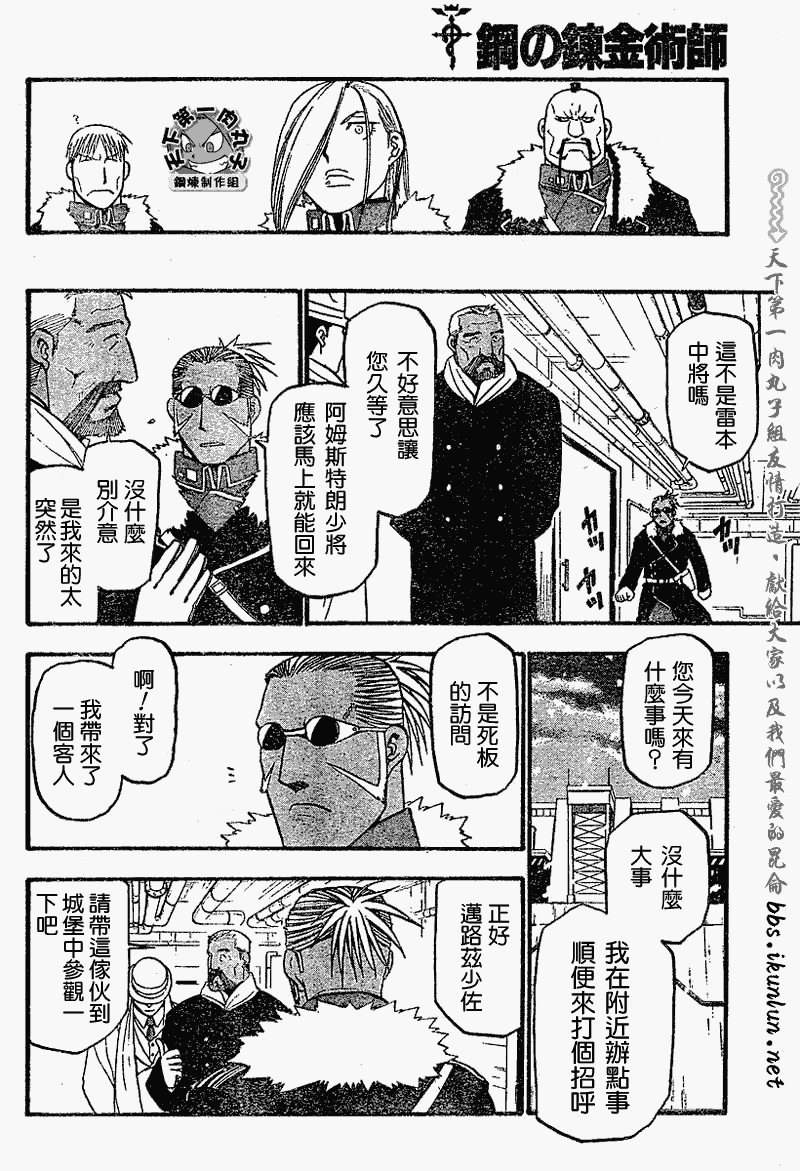 鋼の錬金術師
?
天下第一肉丸子
鋼煉制作組
這不是雷本
中將嗎
ガッ
ガッ
不好意思讓
您久等了
阿姆斯特朗少將
應該馬上就能回來
沒什麼
別介意
是我來的太
突然了
您今天來有
什麼事嗎?
沒什麼
大事
我在附近辦點事
順便來打個招呼
不是死板
的訪問
啊!對了
我帶來了
一個客人
正好
邁路茲少佐
請帶這傢伙到
城堡中參觀一
下吧
天下第一肉丸子組友情打造,獻給大家以及我們最愛的昆侖 bbs.ikunlun.net